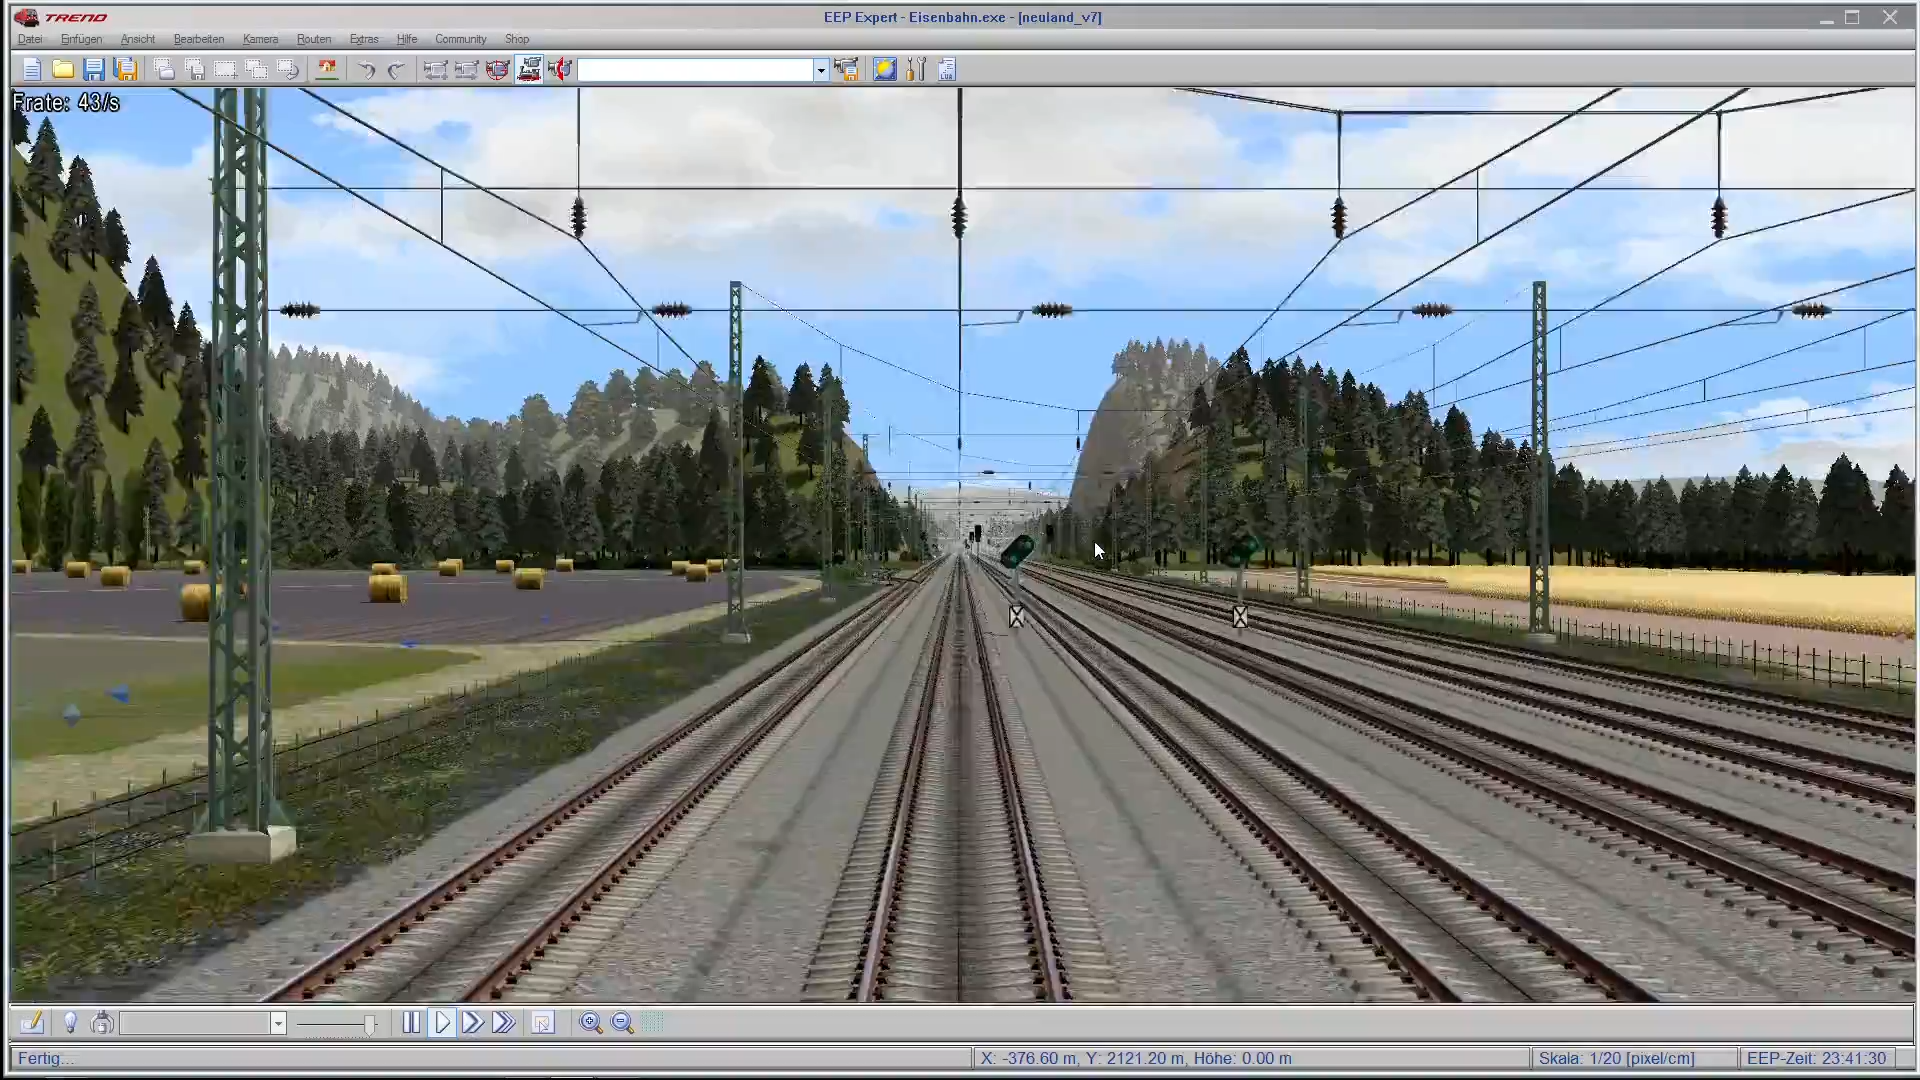 TREND
EEP Expert - Eisenbahn.exe - [neuland_v7]
Datei Einfügen Ansicht Bearbeiten Kamera Routen Extras Hilfe Community Shop
Frate: 43/s
Fertig...
X: -376.60 m, Y: 2121.20 m, Höhe: 0.00 m
Skala: 1/20 [pixel/cm]
EEP-Zeit: 23:41:30